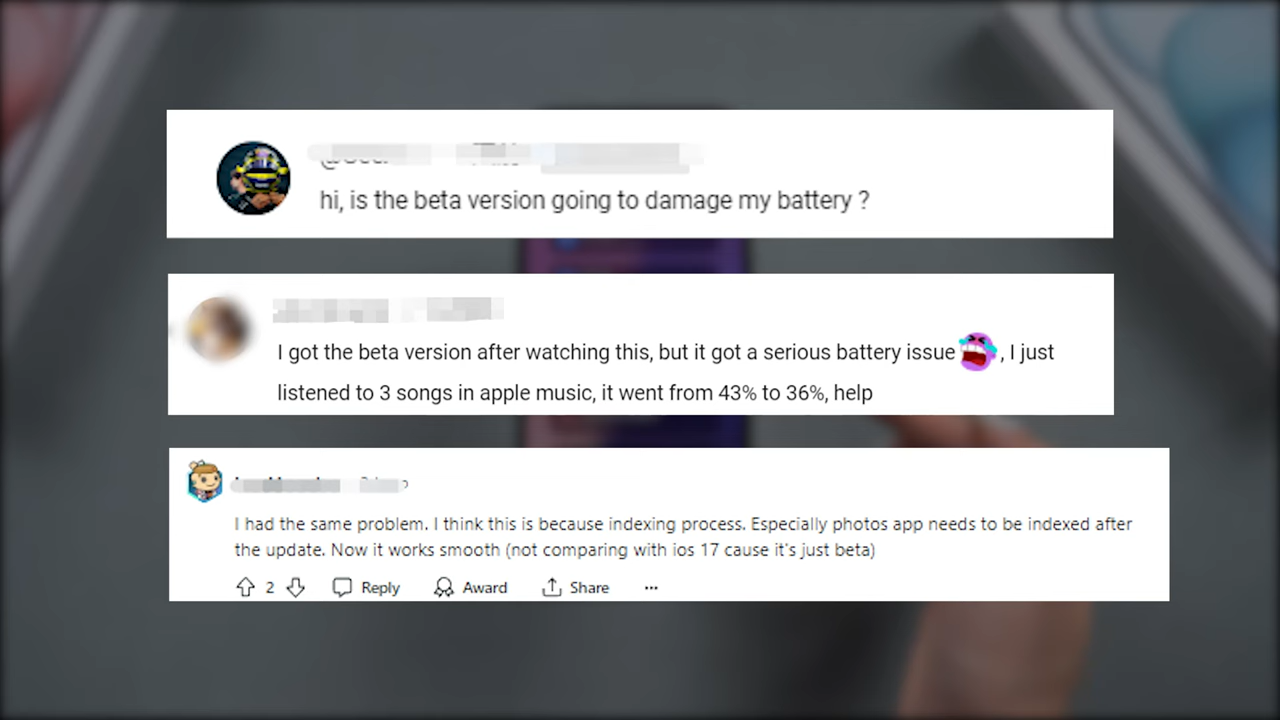 hi, is the beta version going to damage my battery ?
I got the beta version after watching this, but it got a serious battery issue , I just
listened to 3 songs in apple music, it went from 43% to 36%, help
I had the same problem. I think this is because indexing process. Especially photos app needs to be indexed after
the update. Now it works smooth (not comparing with ios 17 cause it's just beta)
2 Reply Award Share ...